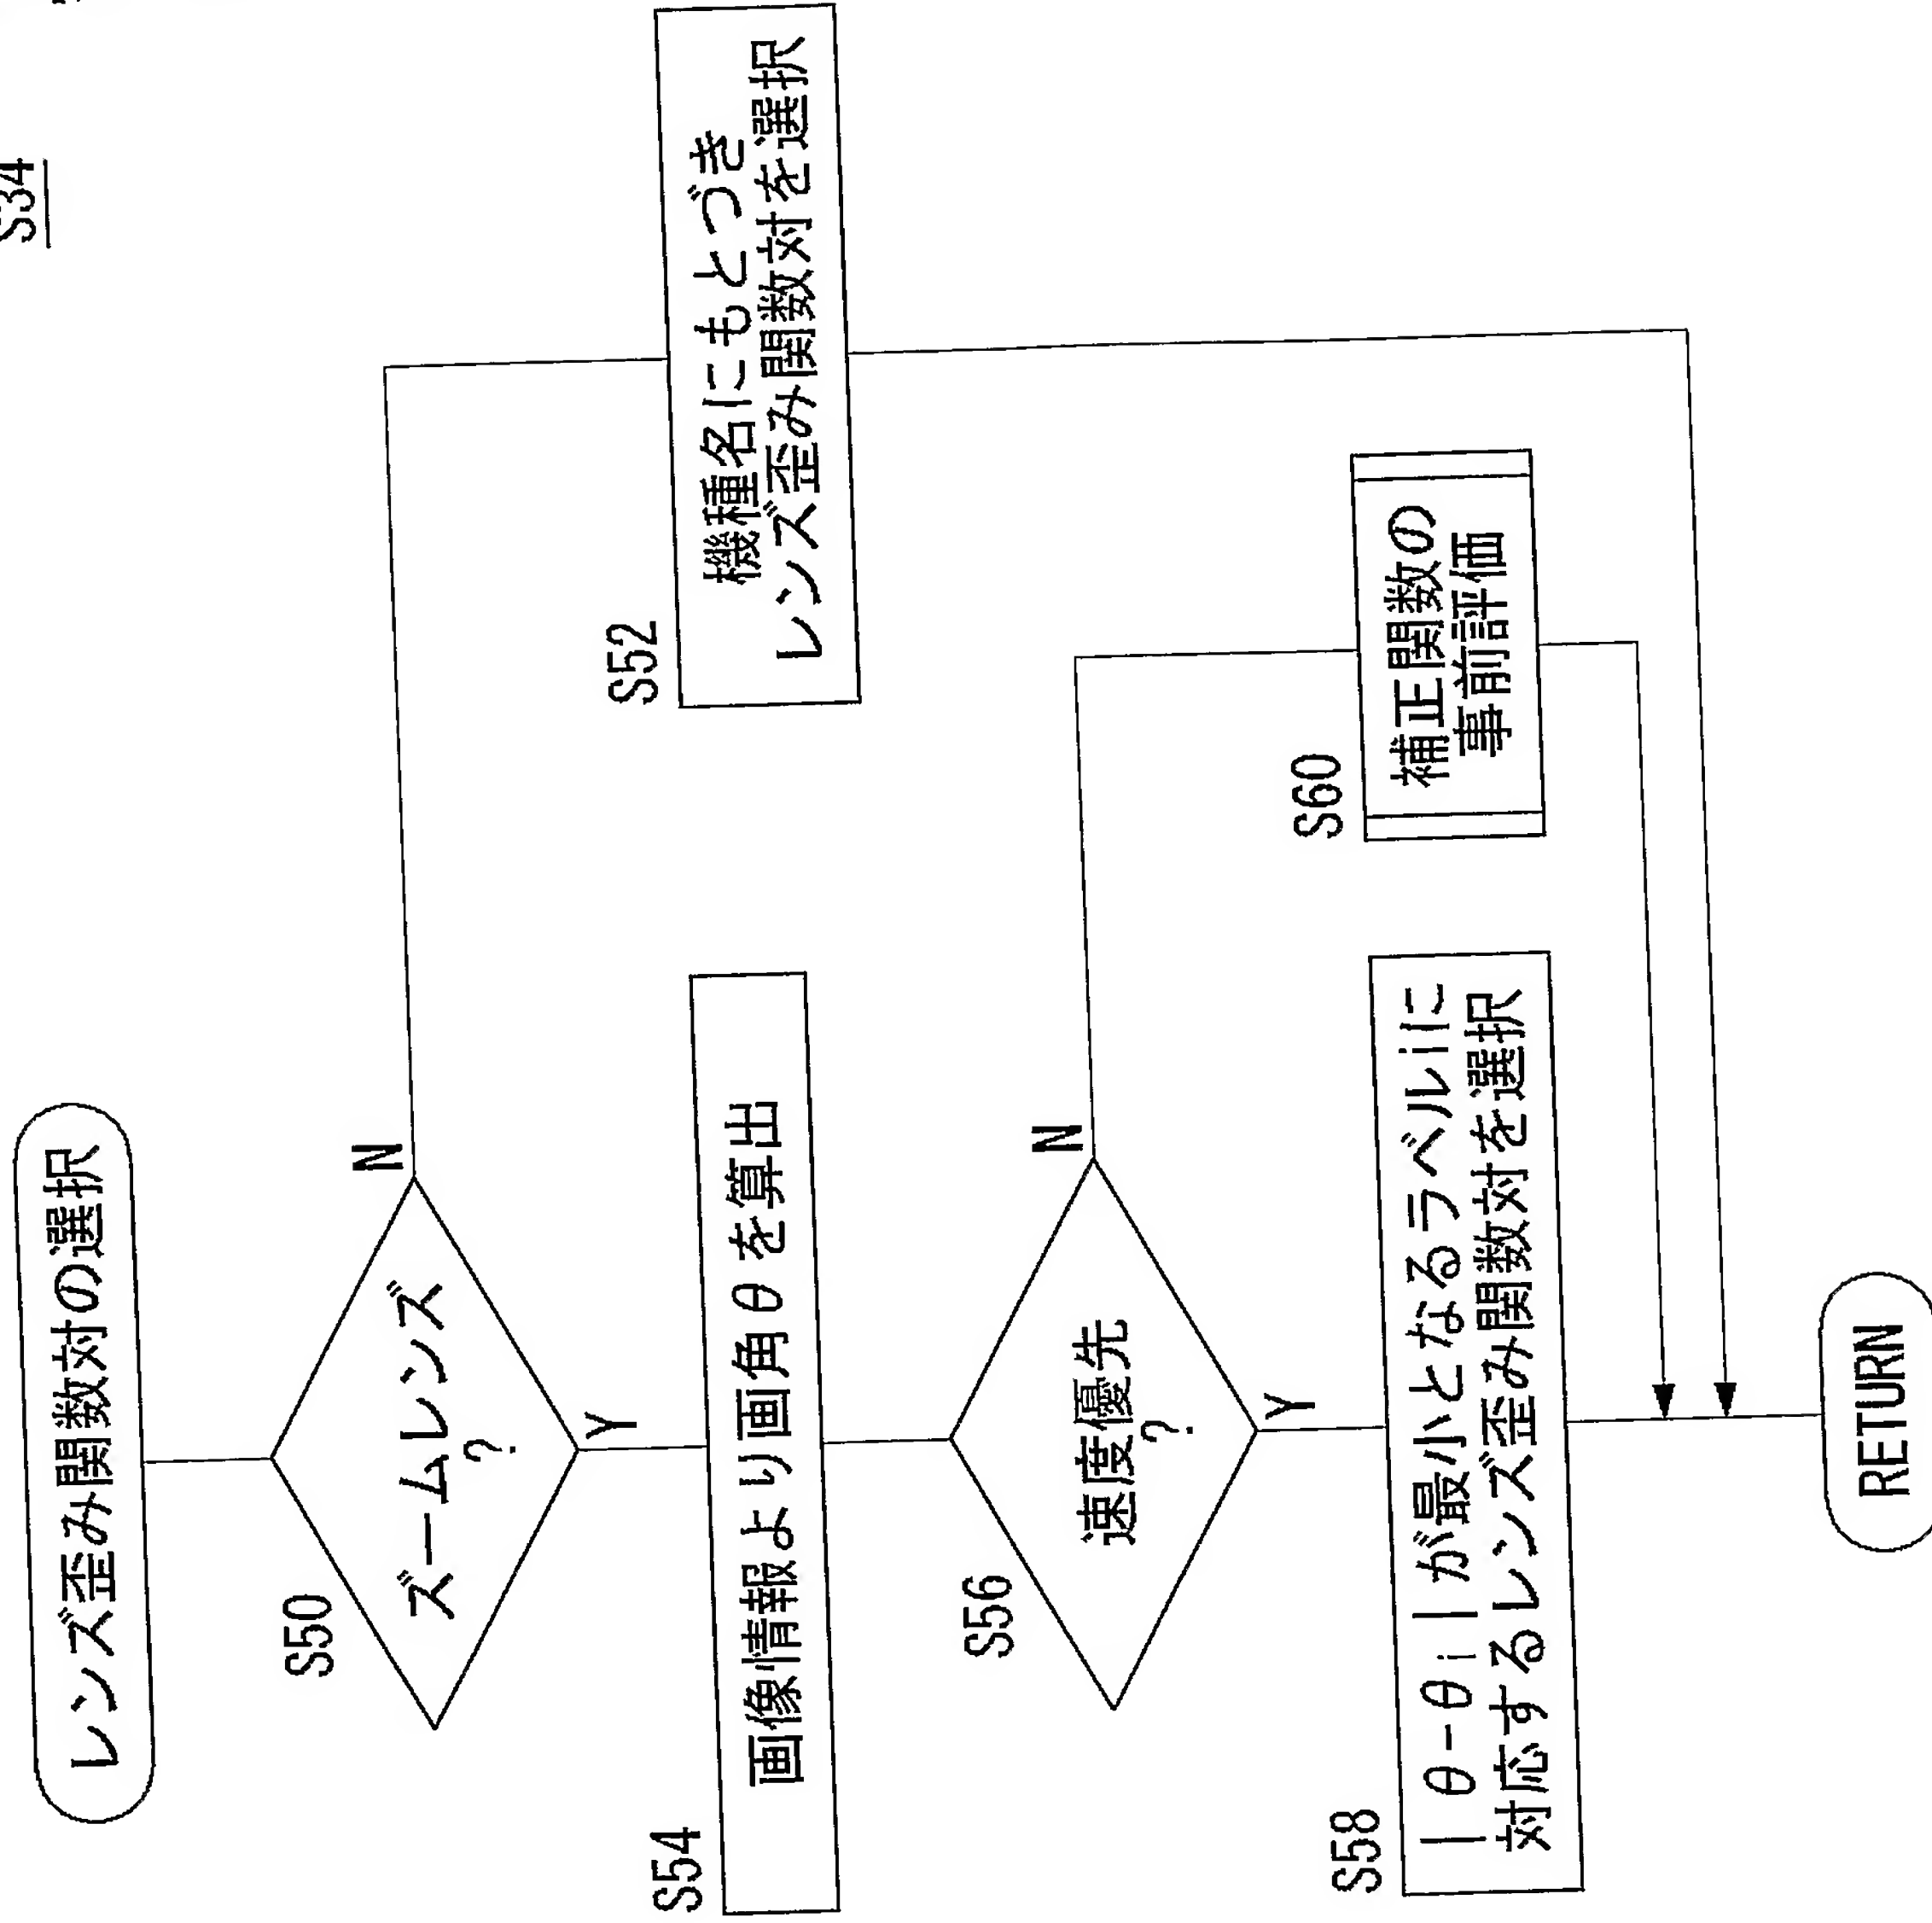 S34
レンズ歪み関数対の選択
S50
ズームレンズ
?
N
Y
S52
機種名にもとづき
レンズ歪み関数対を選択
S54
画像情報より画角θを算出
S56
速度優先
?
N
Y
S58
|θ-θi|が最小となるラベルiに
対応するレンズ歪み関数対を選択
S60
補正関数の
事前評価
RETURN